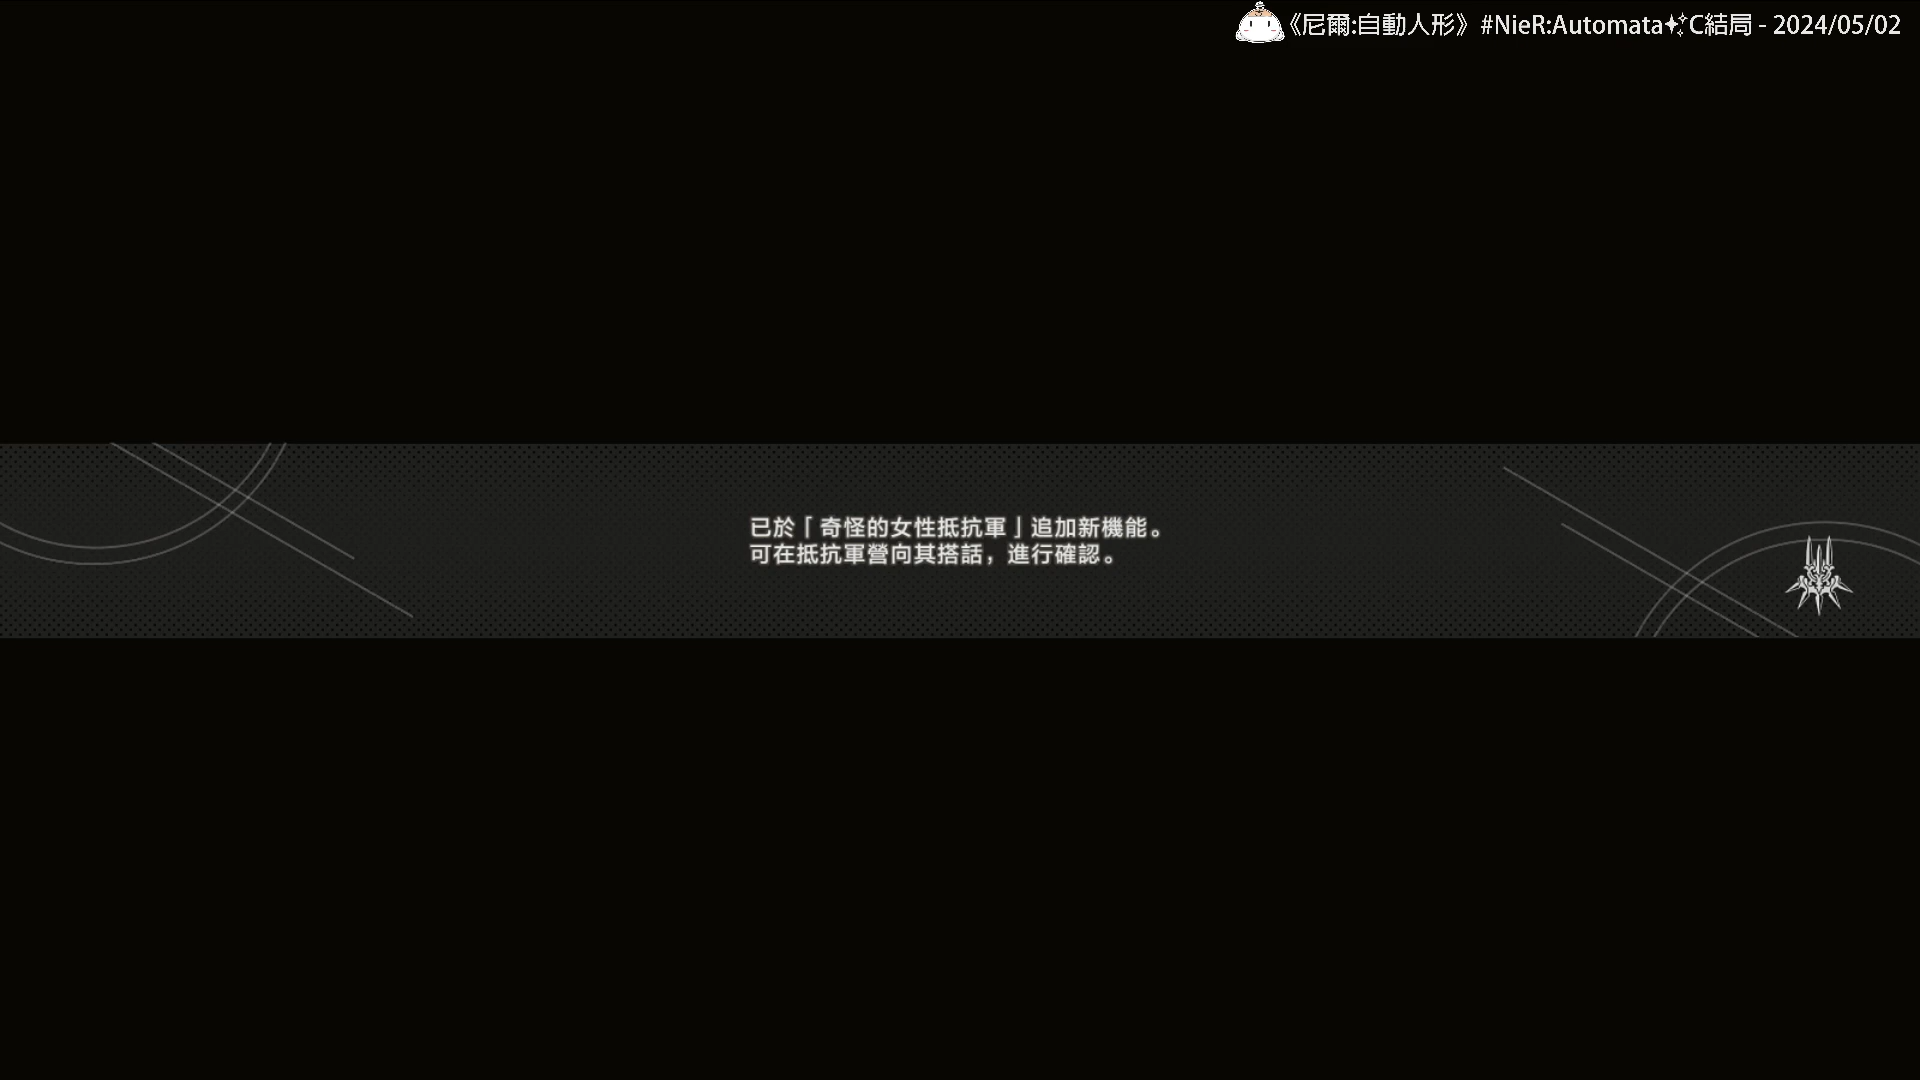 《尼爾:自動人形》#NieR:Automata✨C結局 - 2024/05/02
已於「奇怪的女性抵抗軍」追加新機能。
可在抵抗軍營向其搭話，進行確認。